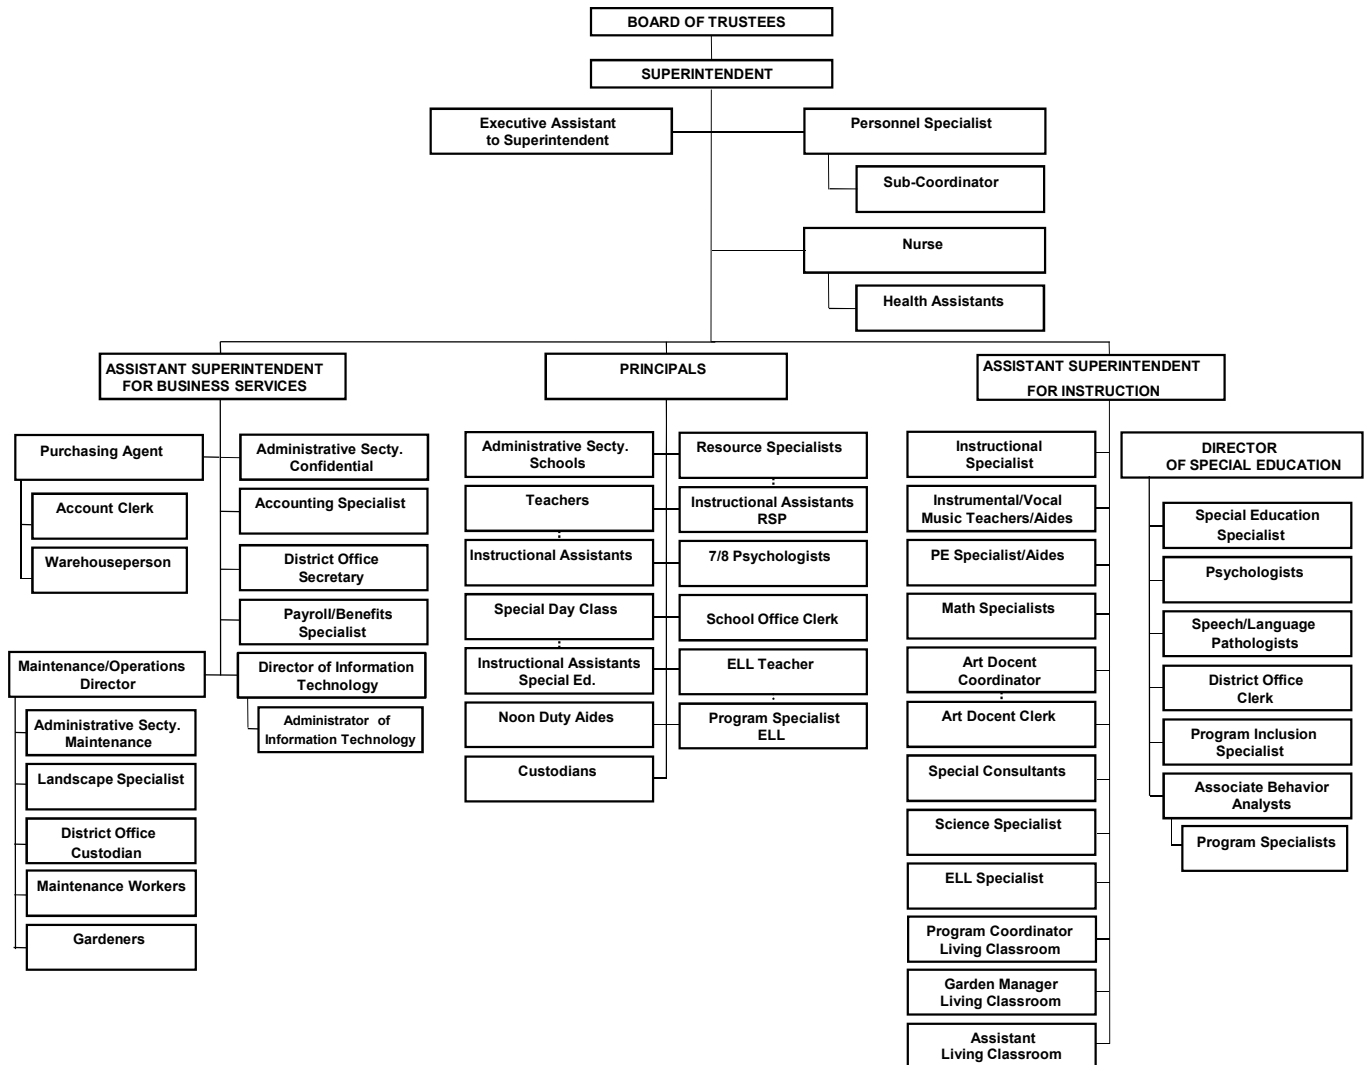 BOARD OF TRUSTEES
SUPERINTENDENT
Executive Assistant
to Superintendent
Personnel Specialist
Sub-Coordinator
Nurse
Health Assistants
ASSISTANT SUPERINTENDENT
FOR BUSINESS SERVICES
Purchasing Agent
Account Clerk
Warehouseperson
Administrative Secty.
Confidential
Accounting Specialist
District Office
Secretary
Payroll/Benefits
Specialist
Maintenance/Operations
Director
Administrative Secty.
Maintenance
Landscape Specialist
District Office
Custodian
Maintenance Workers
Gardeners
Director of Information
Technology
Administrator of
Information Technology
PRINCIPALS
Administrative Secty.
Schools
Teachers
Instructional Assistants
Special Day Class
Instructional Assistants
Special Ed.
Noon Duty Aides
Custodians
Resource Specialists
Instructional Assistants
RSP
7/8 Psychologists
School Office Clerk
ELL Teacher
Program Specialist
ELL
ASSISTANT SUPERINTENDENT
FOR INSTRUCTION
Instructional
Specialist
Instrumental/Vocal
Music Teachers/Aides
PE Specialist/Aides
Math Specialists
Art Docent
Coordinator
Art Docent Clerk
Special Consultants
Science Specialist
ELL Specialist
Program Coordinator
Living Classroom
Garden Manager
Living Classroom
Assistant
Living Classroom
DIRECTOR
OF SPECIAL EDUCATION
Special Education
Specialist
Psychologists
Speech/Language
Pathologists
District Office
Clerk
Program Inclusion
Specialist
Associate Behavior
Analysts
Program Specialists